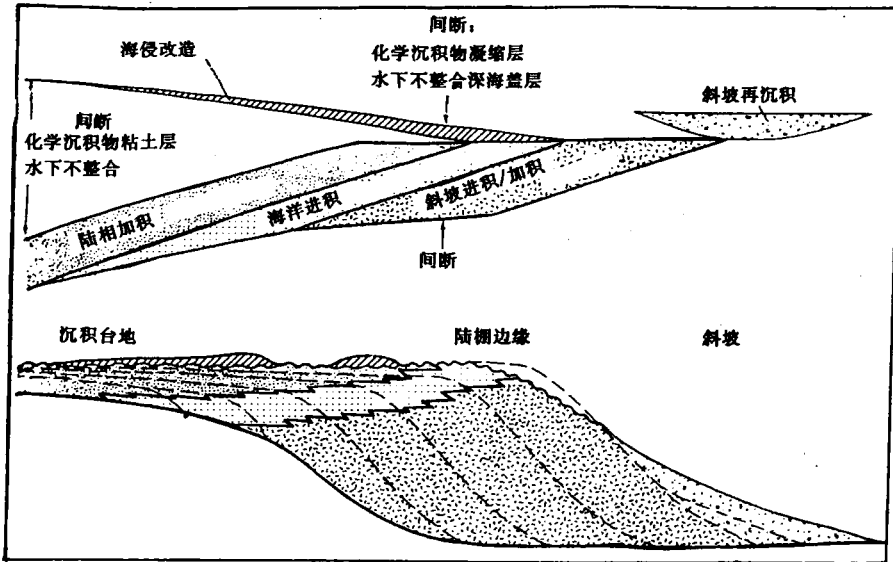 间断：
化学沉积物凝缩层
水下不整合深海盖层
海侵改造
斜坡再沉积
间断
化学沉积物粘土层
水下不整合
陆相加积
海洋进积
斜坡进积/加积
间断
沉积台地
陆棚边缘
斜坡